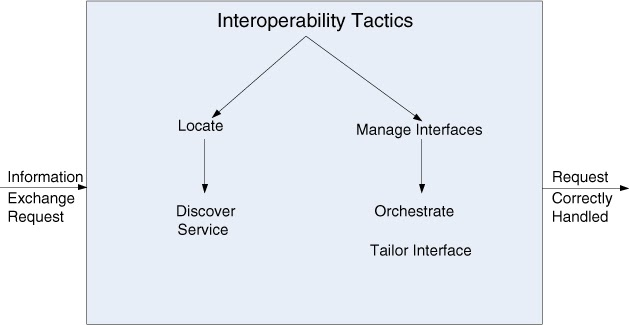 Interoperability Tactics
Locate
Manage Interfaces
Information
Exchange
Request
Discover
Service
Orchestrate
Tailor Interface
Request
Correctly
Handled